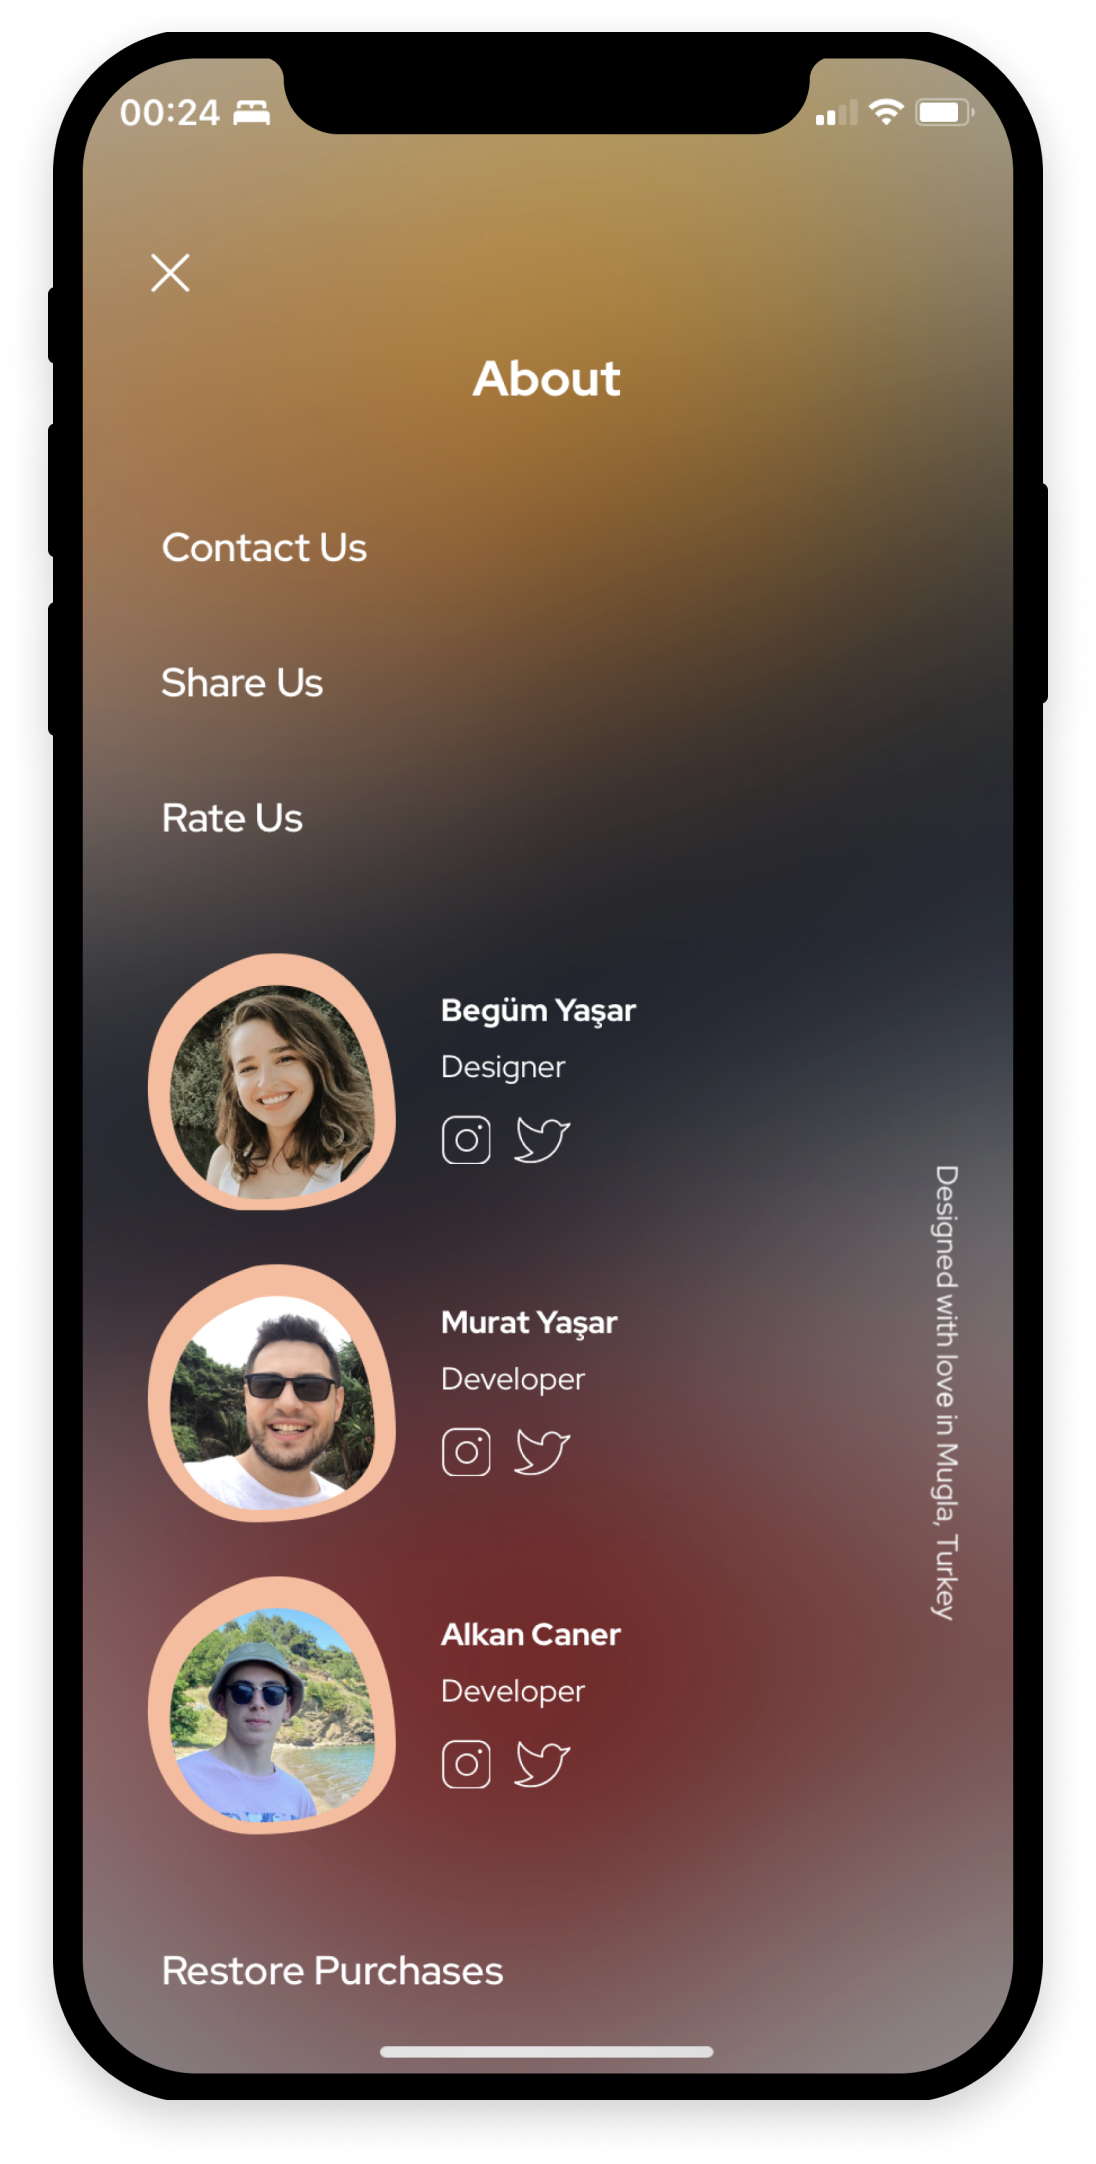 00:24
About
Contact Us
Share Us
Rate Us
Begüm Yaşar
Designer
Murat Yaşar
Developer
Alkan Caner
Developer
Designed with love in Mugla, Turkey
Restore Purchases